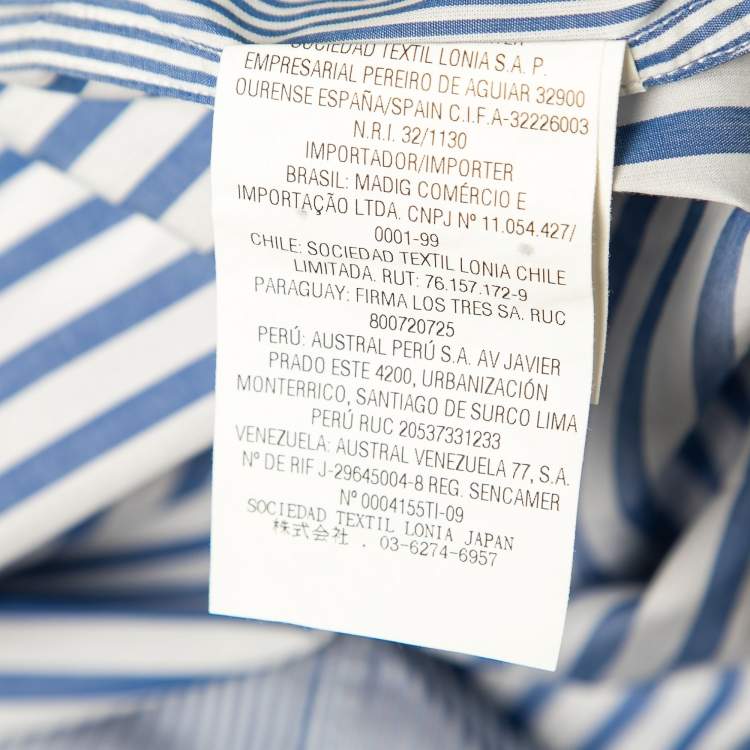 SOCIEDAD TEXTIL LONIA S.A. P.
EMPRESARIAL PEREIRO DE AGUIAR 32900
OURENSE ESPAÑA/SPAIN C.I.F.A-32226003
N.R.I. 32/1130
IMPORTADOR/IMPORTER
BRASIL: MADIG COMÉRCIO E
IMPORTAÇÃO LTDA. CNPJ Nº 11.054.427/
0001-99
CHILE: SOCIEDAD TEXTIL LONIA CHILE
LIMITADA. RUT: 76.157.172-9
PARAGUAY: FIRMA LOS TRES SA. RUC
800720725
PERÚ: AUSTRAL PERÚ S.A. AV JAVIER
PRADO ESTE 4200, URBANIZACIÓN
MONTERRICO, SANTIAGO DE SURCO LIMA
PERÚ RUC 20537331233
VENEZUELA: AUSTRAL VENEZUELA 77, S.A.
Nº DE RIF J-29645004-8 REG. SENCAMER
Nº 0004155TI-09
SOCIEDAD TEXTIL LONIA JAPAN
株式会社 . 03-6274-6957